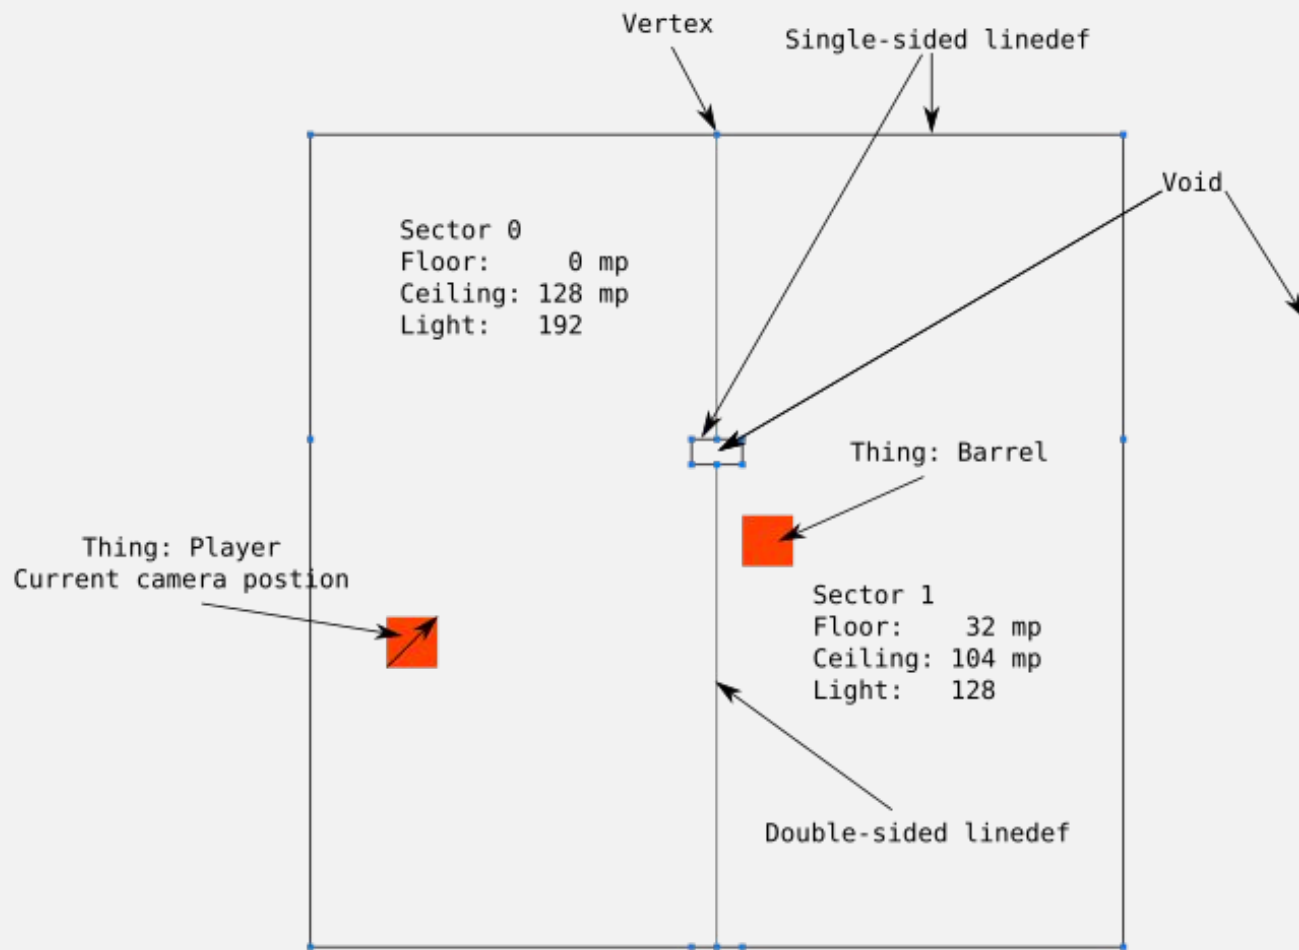 Vertex
Single-sided linedef
Void
Sector 0
Floor:     0 mp
Ceiling: 128 mp
Light:   192
Thing: Barrel
Thing: Player
Current camera postion
Sector 1
Floor:    32 mp
Ceiling: 104 mp
Light:   128
Double-sided linedef